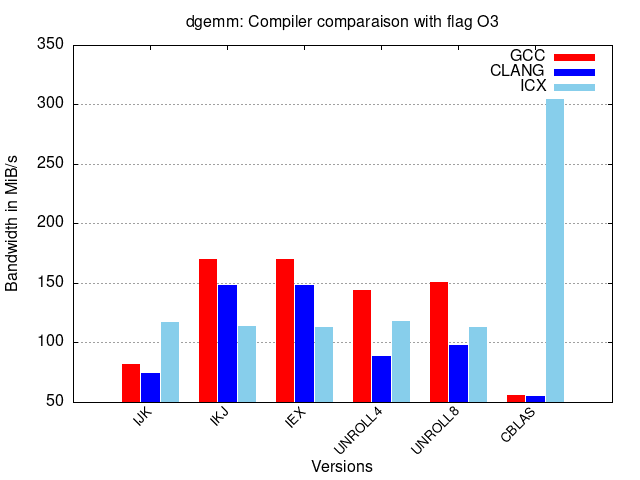 dgemm: Compiler comparaison with flag O3
GCC
CLANG
ICX
350
300
250
200
150
100
50
Bandwidth in MiB/s
IJK
IKJ
IEX
UNROLL4
UNROLL8
CBLAS
Versions